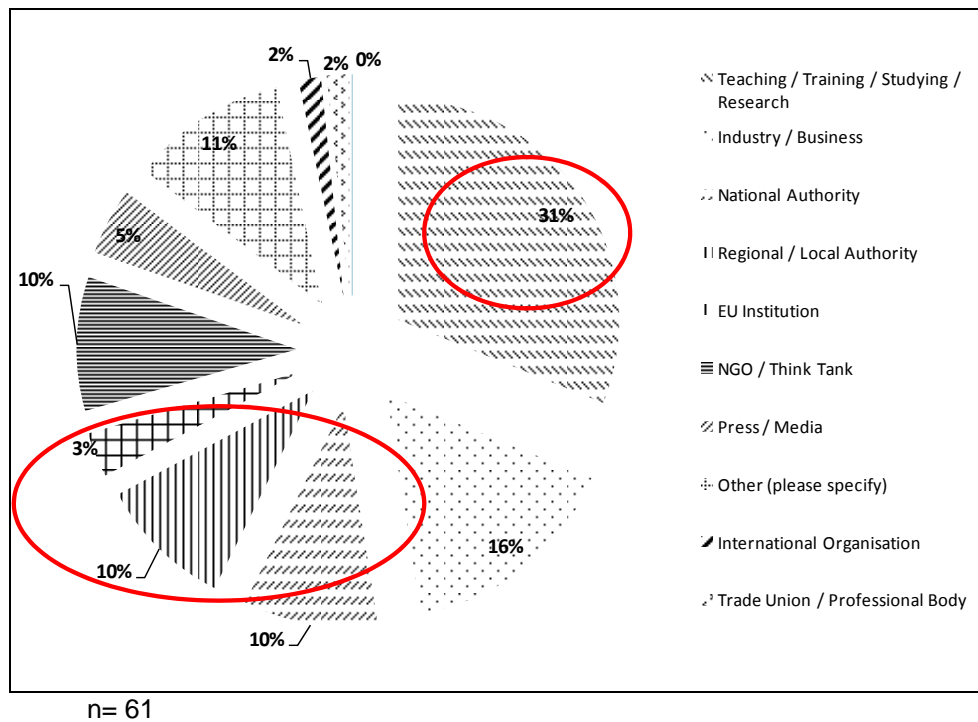 2%
2%
0%
11%
31%
5%
10%
3%
16%
10%
10%
Teaching / Training / Studying /
Research
Industry / Business
National Authority
Regional / Local Authority
EU Institution
NGO / Think Tank
Press / Media
Other (please specify)
International Organisation
Trade Union / Professional Body
n= 61